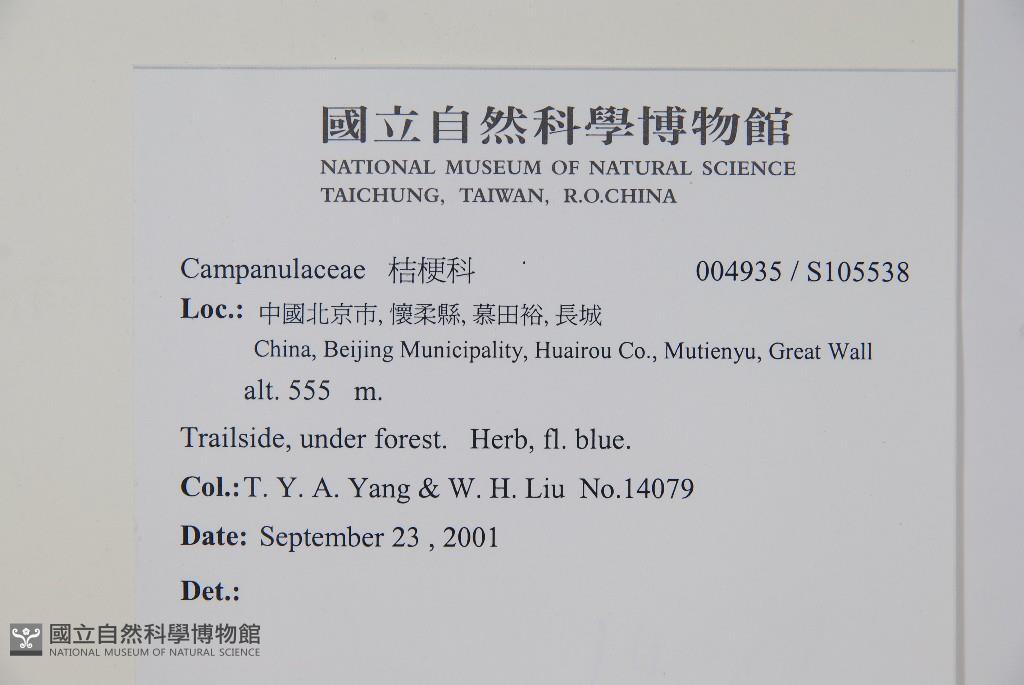 國立自然科學博物館
NATIONAL MUSEUM OF NATURAL SCIENCE
TAICHUNG, TAIWAN, R.O.CHINA
Campanulaceae 桔梗科 004935 / S105538
Loc.: 中國北京市, 懷柔縣, 慕田裕, 長城
China, Beijing Municipality, Huairou Co., Mutienyu, Great Wall
alt. 555 m.
Trailside, under forest. Herb, fl. blue.
Col.: T. Y. A. Yang & W. H. Liu No.14079
Date: September 23 , 2001
Det.:
國立自然科學博物館
NATIONAL MUSEUM OF NATURAL SCIENCE